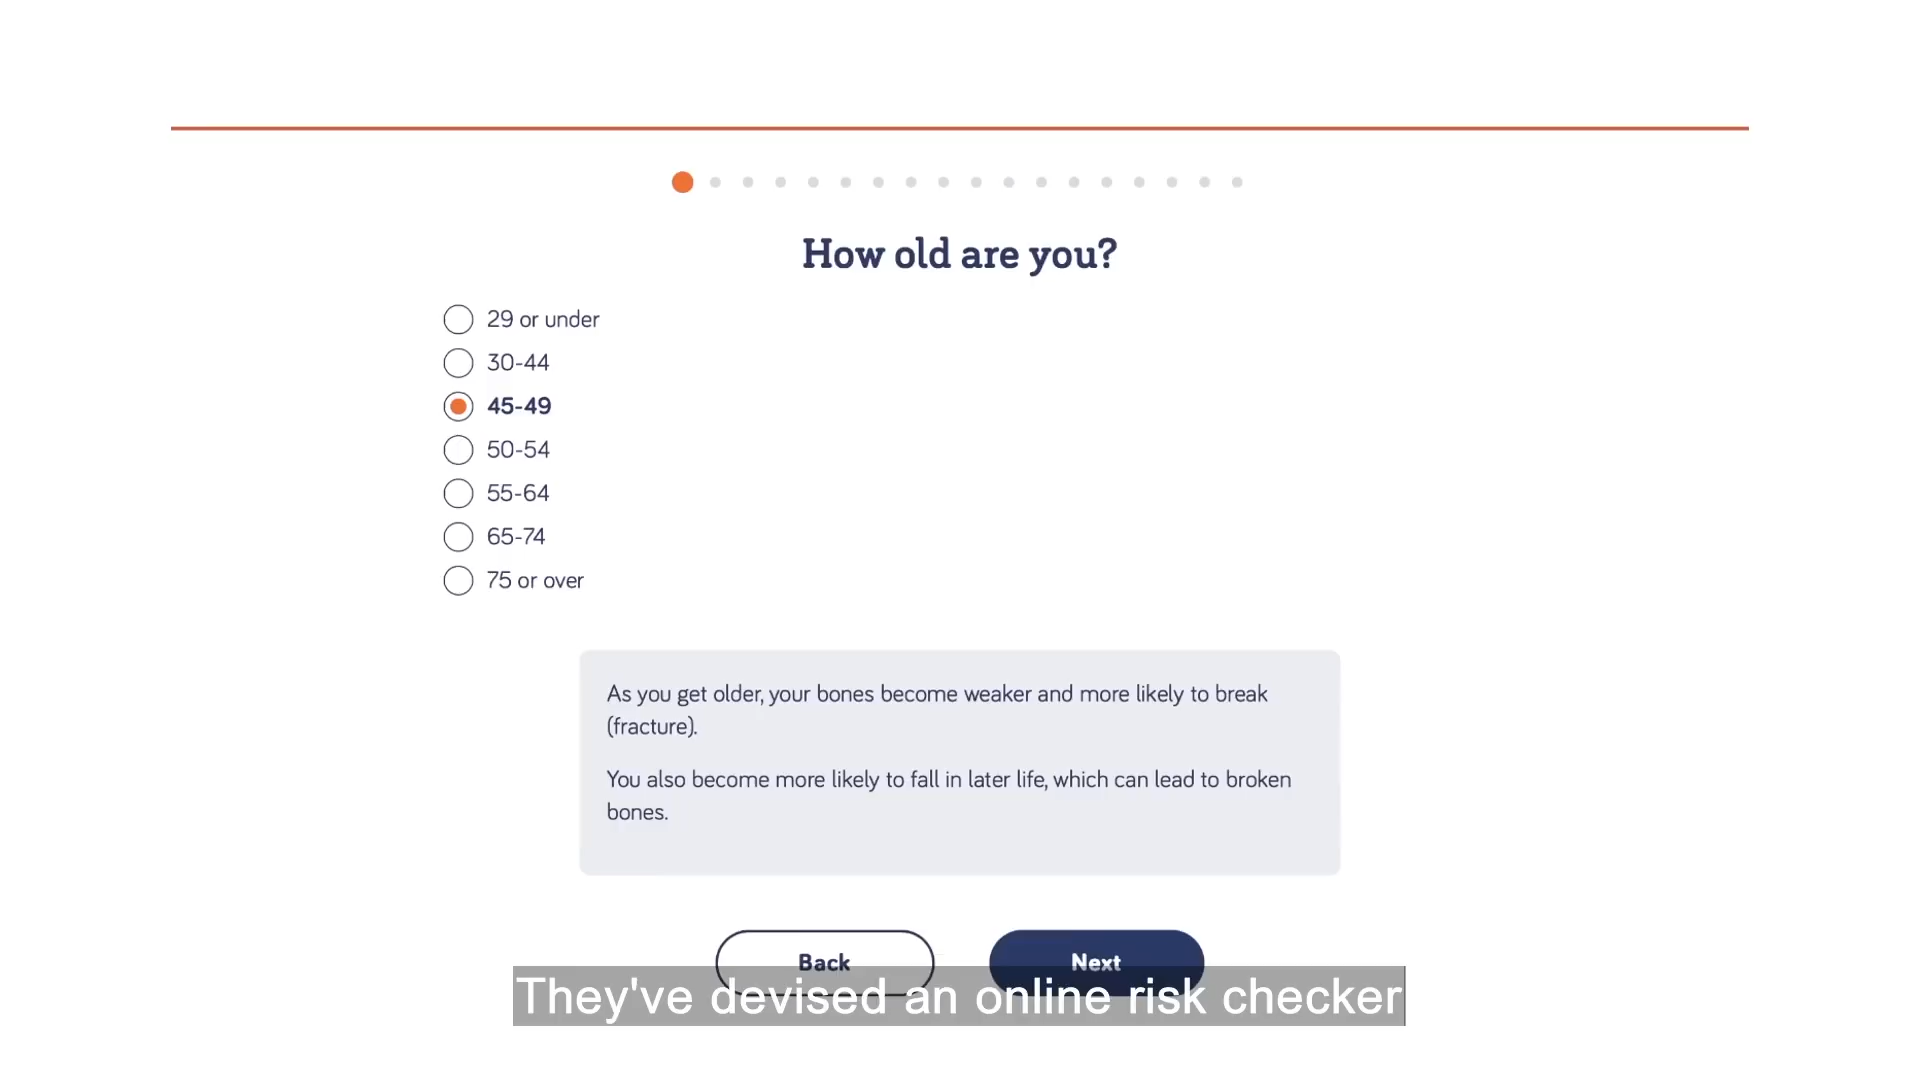 How old are you?
29 or under
30-44
45-49
50-54
55-64
65-74
75 or over
As you get older, your bones become weaker and more likely to break
(fracture).
You also become more likely to fall in later life, which can lead to broken
bones.
Back
Next
They've devised an online risk checker